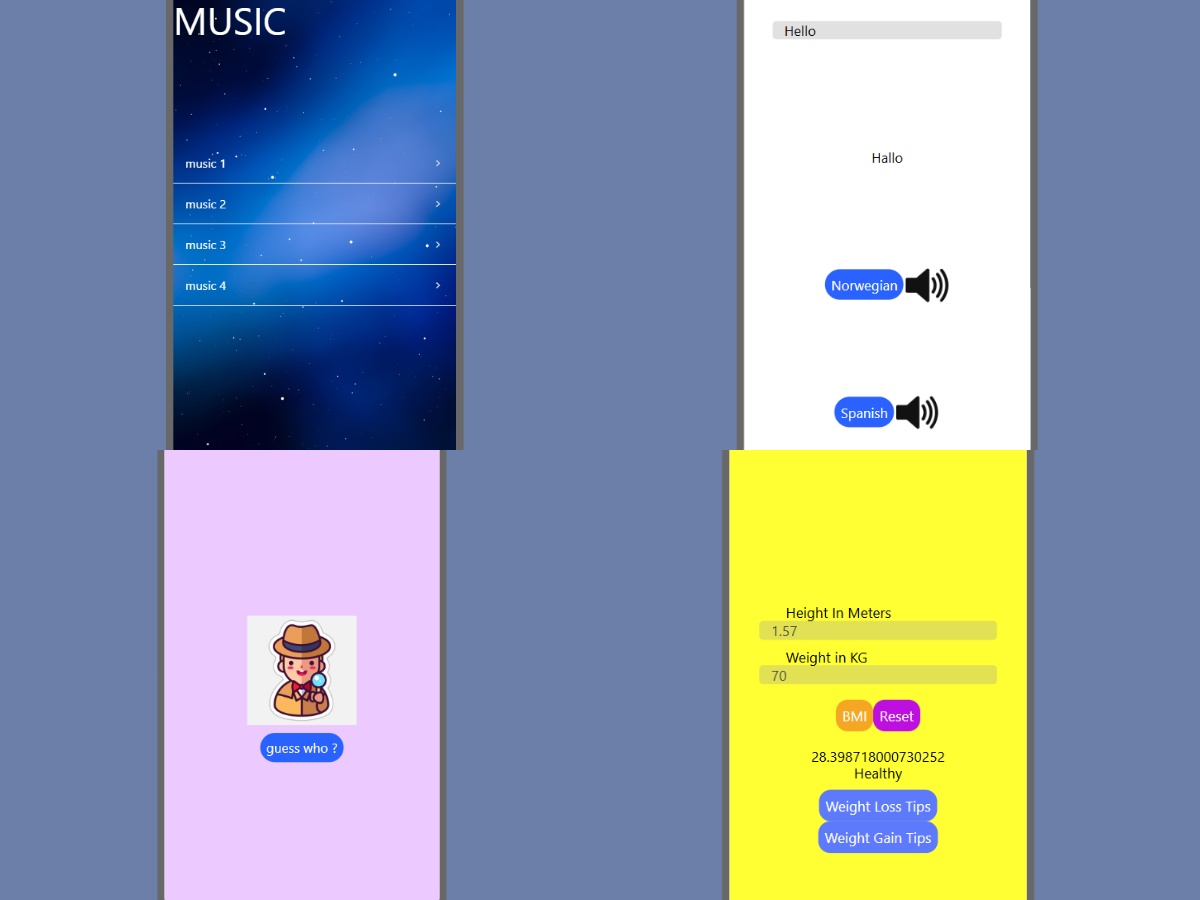 MUSIC
music 1
music 2
music 3
music 4
Hello
Hallo
Norwegian
Spanish
guess who ?
Height In Meters
1.57
Weight in KG
70
BMI Reset
28.398718000730252
Healthy
Weight Loss Tips
Weight Gain Tips